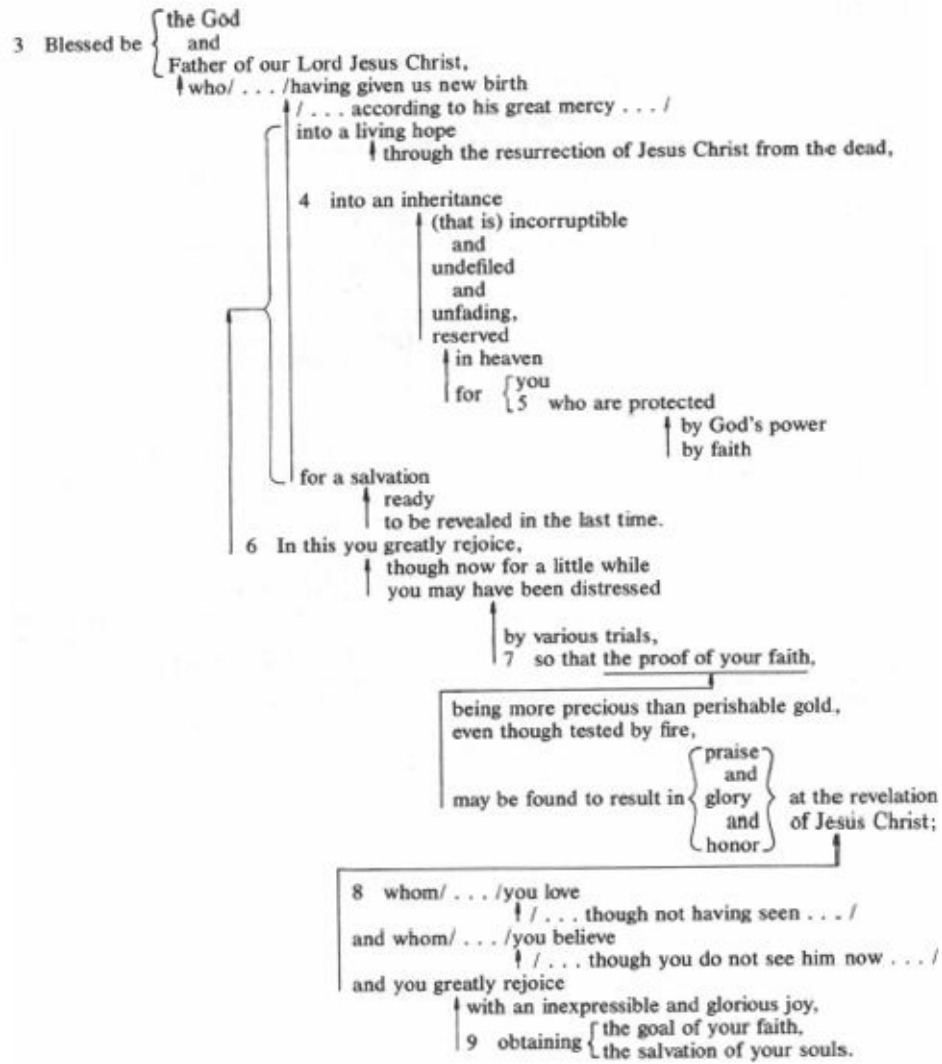 the God
3 Blessed be and
Father of our Lord Jesus Christ,
who/ . . . /having given us new birth
/ . . . according to his great mercy . . . /
into a living hope
through the resurrection of Jesus Christ from the dead,
4 into an inheritance
(that is) incorruptible
and
undefiled
and
unfading,
reserved
in heaven
for you
5 who are protected
by God's power
by faith
for a salvation
ready
to be revealed in the last time.
6 In this you greatly rejoice,
though now for a little while
you may have been distressed
by various trials,
7 so that the proof of your faith,
being more precious than perishable gold,
even though tested by fire,
praise
and
may be found to result in glory at the revelation
and of Jesus Christ;
honor
8 whom/ . . . /you love
/ . . . though not having seen . . . /
and whom/ . . . /you believe
/ . . . though you do not see him now . . . /
and you greatly rejoice
with an inexpressible and glorious joy,
9 obtaining the goal of your faith,
the salvation of your souls.